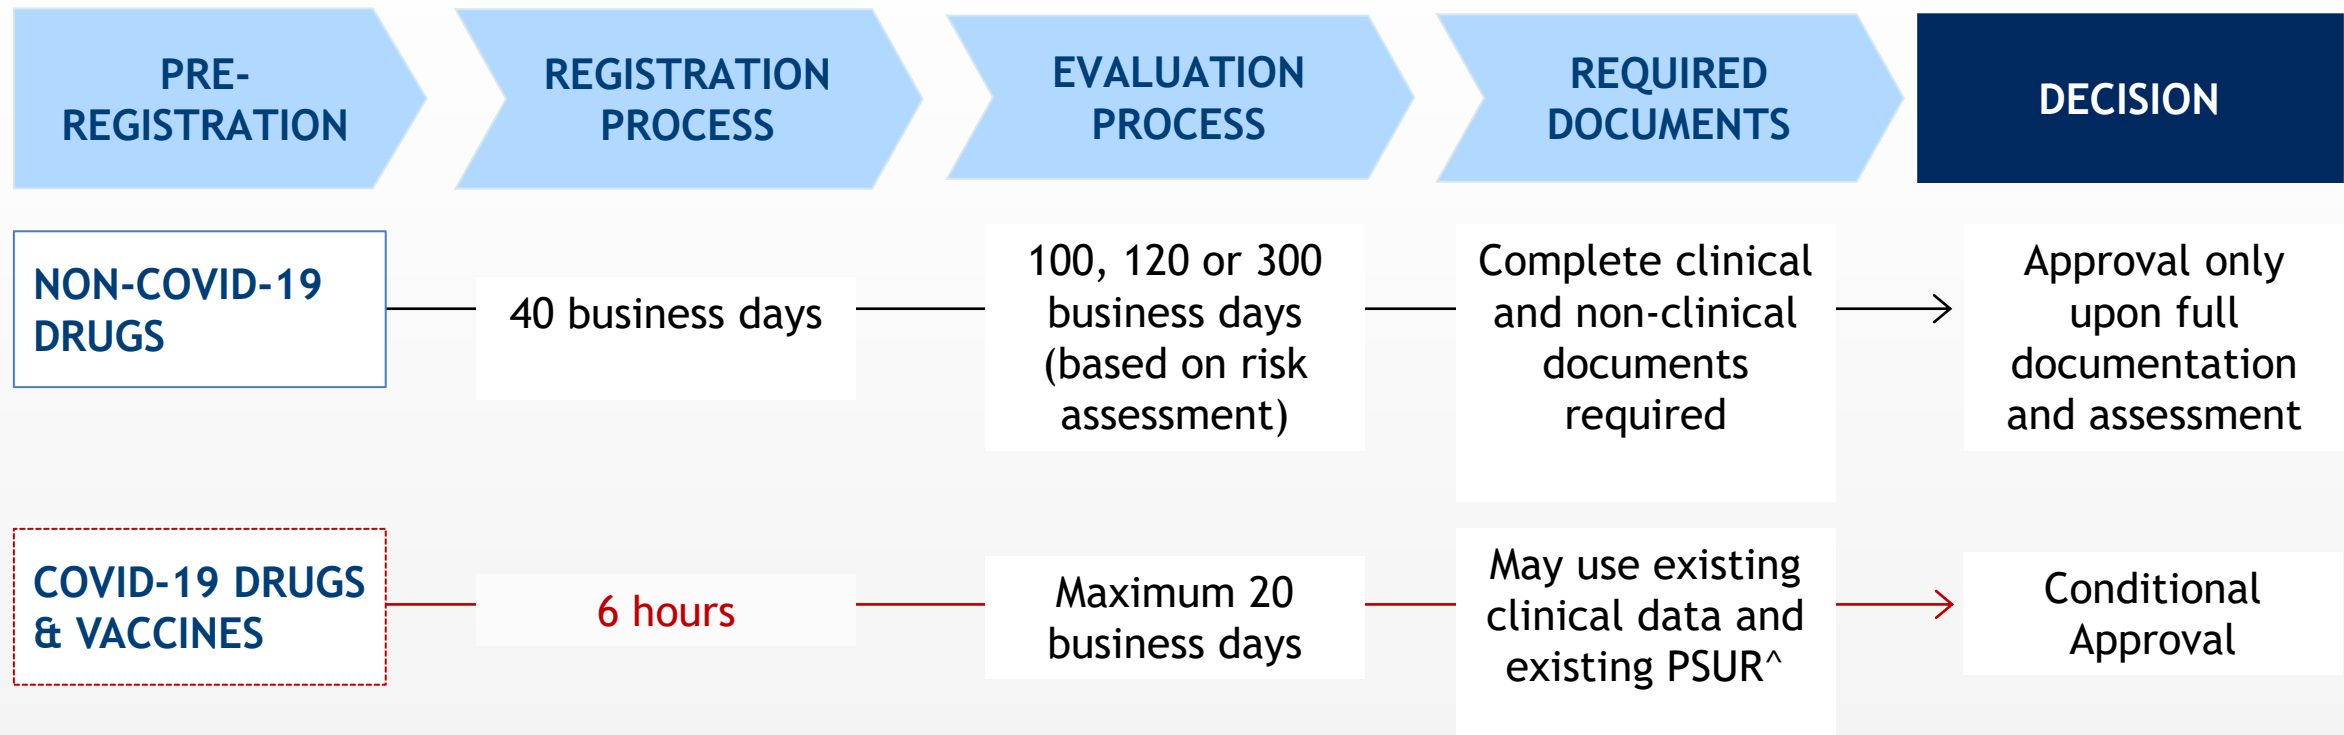 PRE-
REGISTRATION
REGISTRATION
PROCESS
EVALUATION
PROCESS
REQUIRED
DOCUMENTS
DECISION
NON-COVID-19
DRUGS
40 business days
100, 120 or 300
business days
(based on risk
assessment)
Complete clinical
and non-clinical
documents
required
Approval only
upon full
documentation
and assessment
COVID-19 DRUGS
& VACCINES
6 hours
Maximum 20
business days
May use existing
clinical data and
existing PSUR^
Conditional
Approval